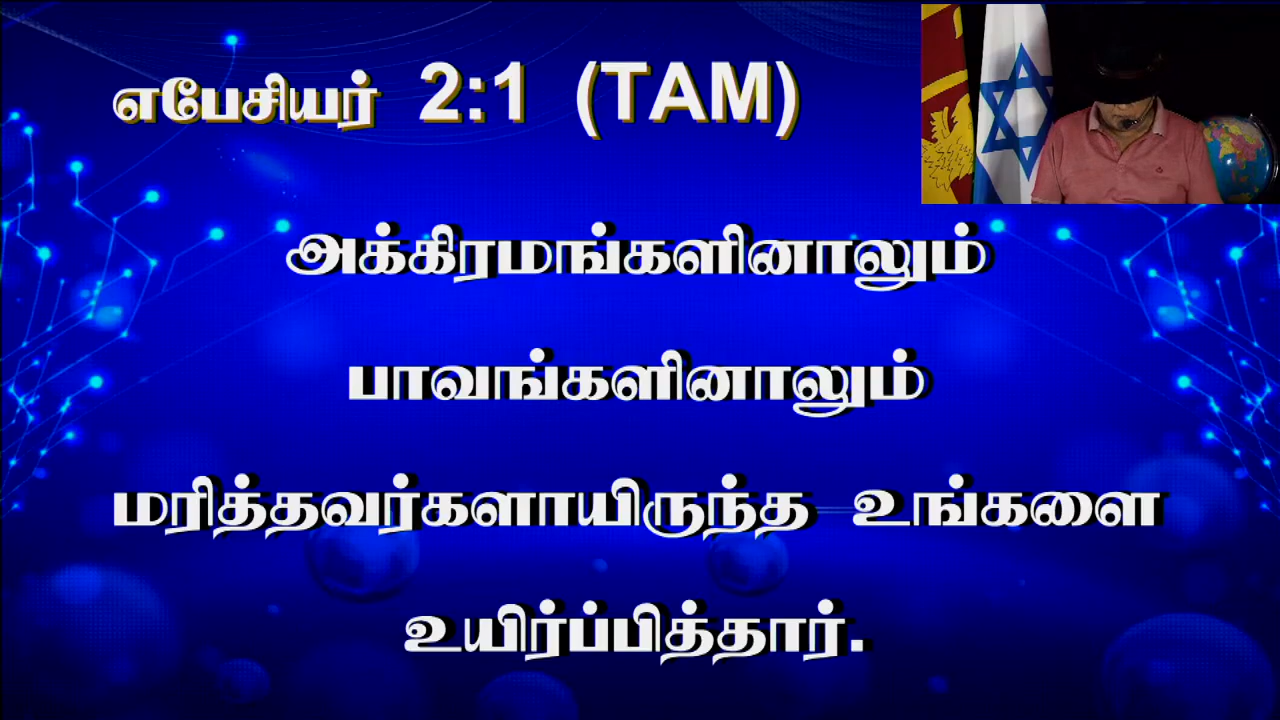 எபேசியர் 2:1 (TAM)
அக்கிரமங்களினாலும்
பாவங்களினாலும்
மரித்தவர்களாயிருந்த உங்களை
உயிர்ப்பித்தார்.